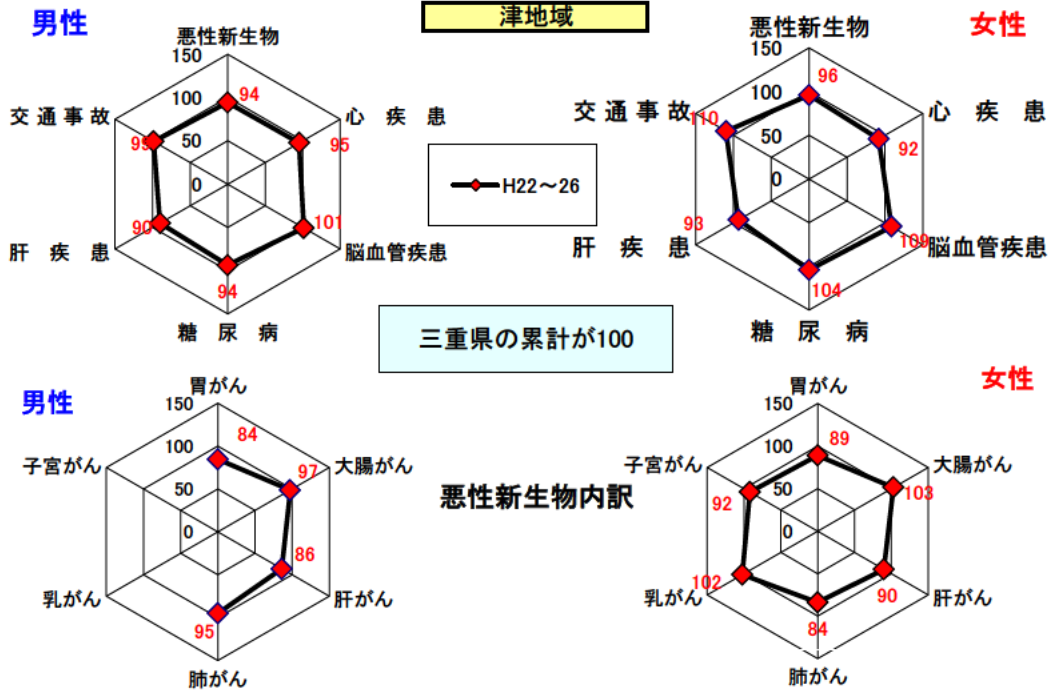 津地域
男性
悪性新生物
150
100
50
0
94
心疾患
95
脳血管疾患
101
糖尿病
94
肝疾患
90
交通事故
99
H22～26
女性
悪性新生物
150
100
50
0
96
心疾患
92
脳血管疾患
109
糖尿病
104
肝疾患
93
交通事故
110
三重県の累計が100
悪性新生物内訳
男性
胃がん
150
100
50
0
84
大腸がん
97
肝がん
86
肺がん
95
乳がん
子宮がん
女性
胃がん
150
100
50
0
89
大腸がん
103
肝がん
90
肺がん
84
乳がん
102
子宮がん
92